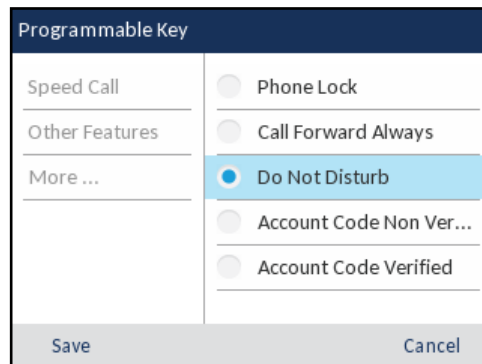 Programmable Key
Speed Call
Other Features
More ...
Phone Lock
Call Forward Always
Do Not Disturb
Account Code Non Ver...
Account Code Verified
Save
Cancel